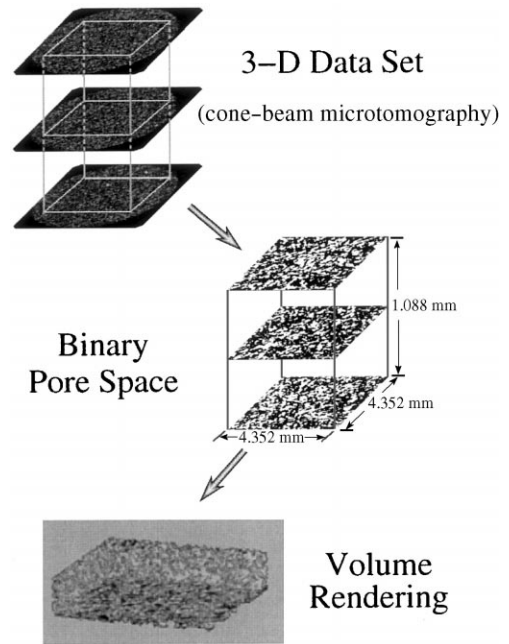 3–D Data Set
(cone–beam microtomography)
1.088 mm
Binary
Pore Space
4.352 mm
4.352 mm
Volume
Rendering